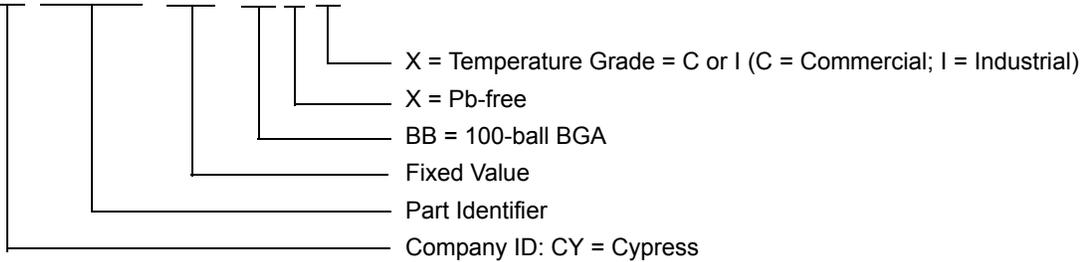 X = Temperature Grade = C or I (C = Commercial; I = Industrial)
X = Pb-free
BB = 100-ball BGA
Fixed Value
Part Identifier
Company ID: CY = Cypress